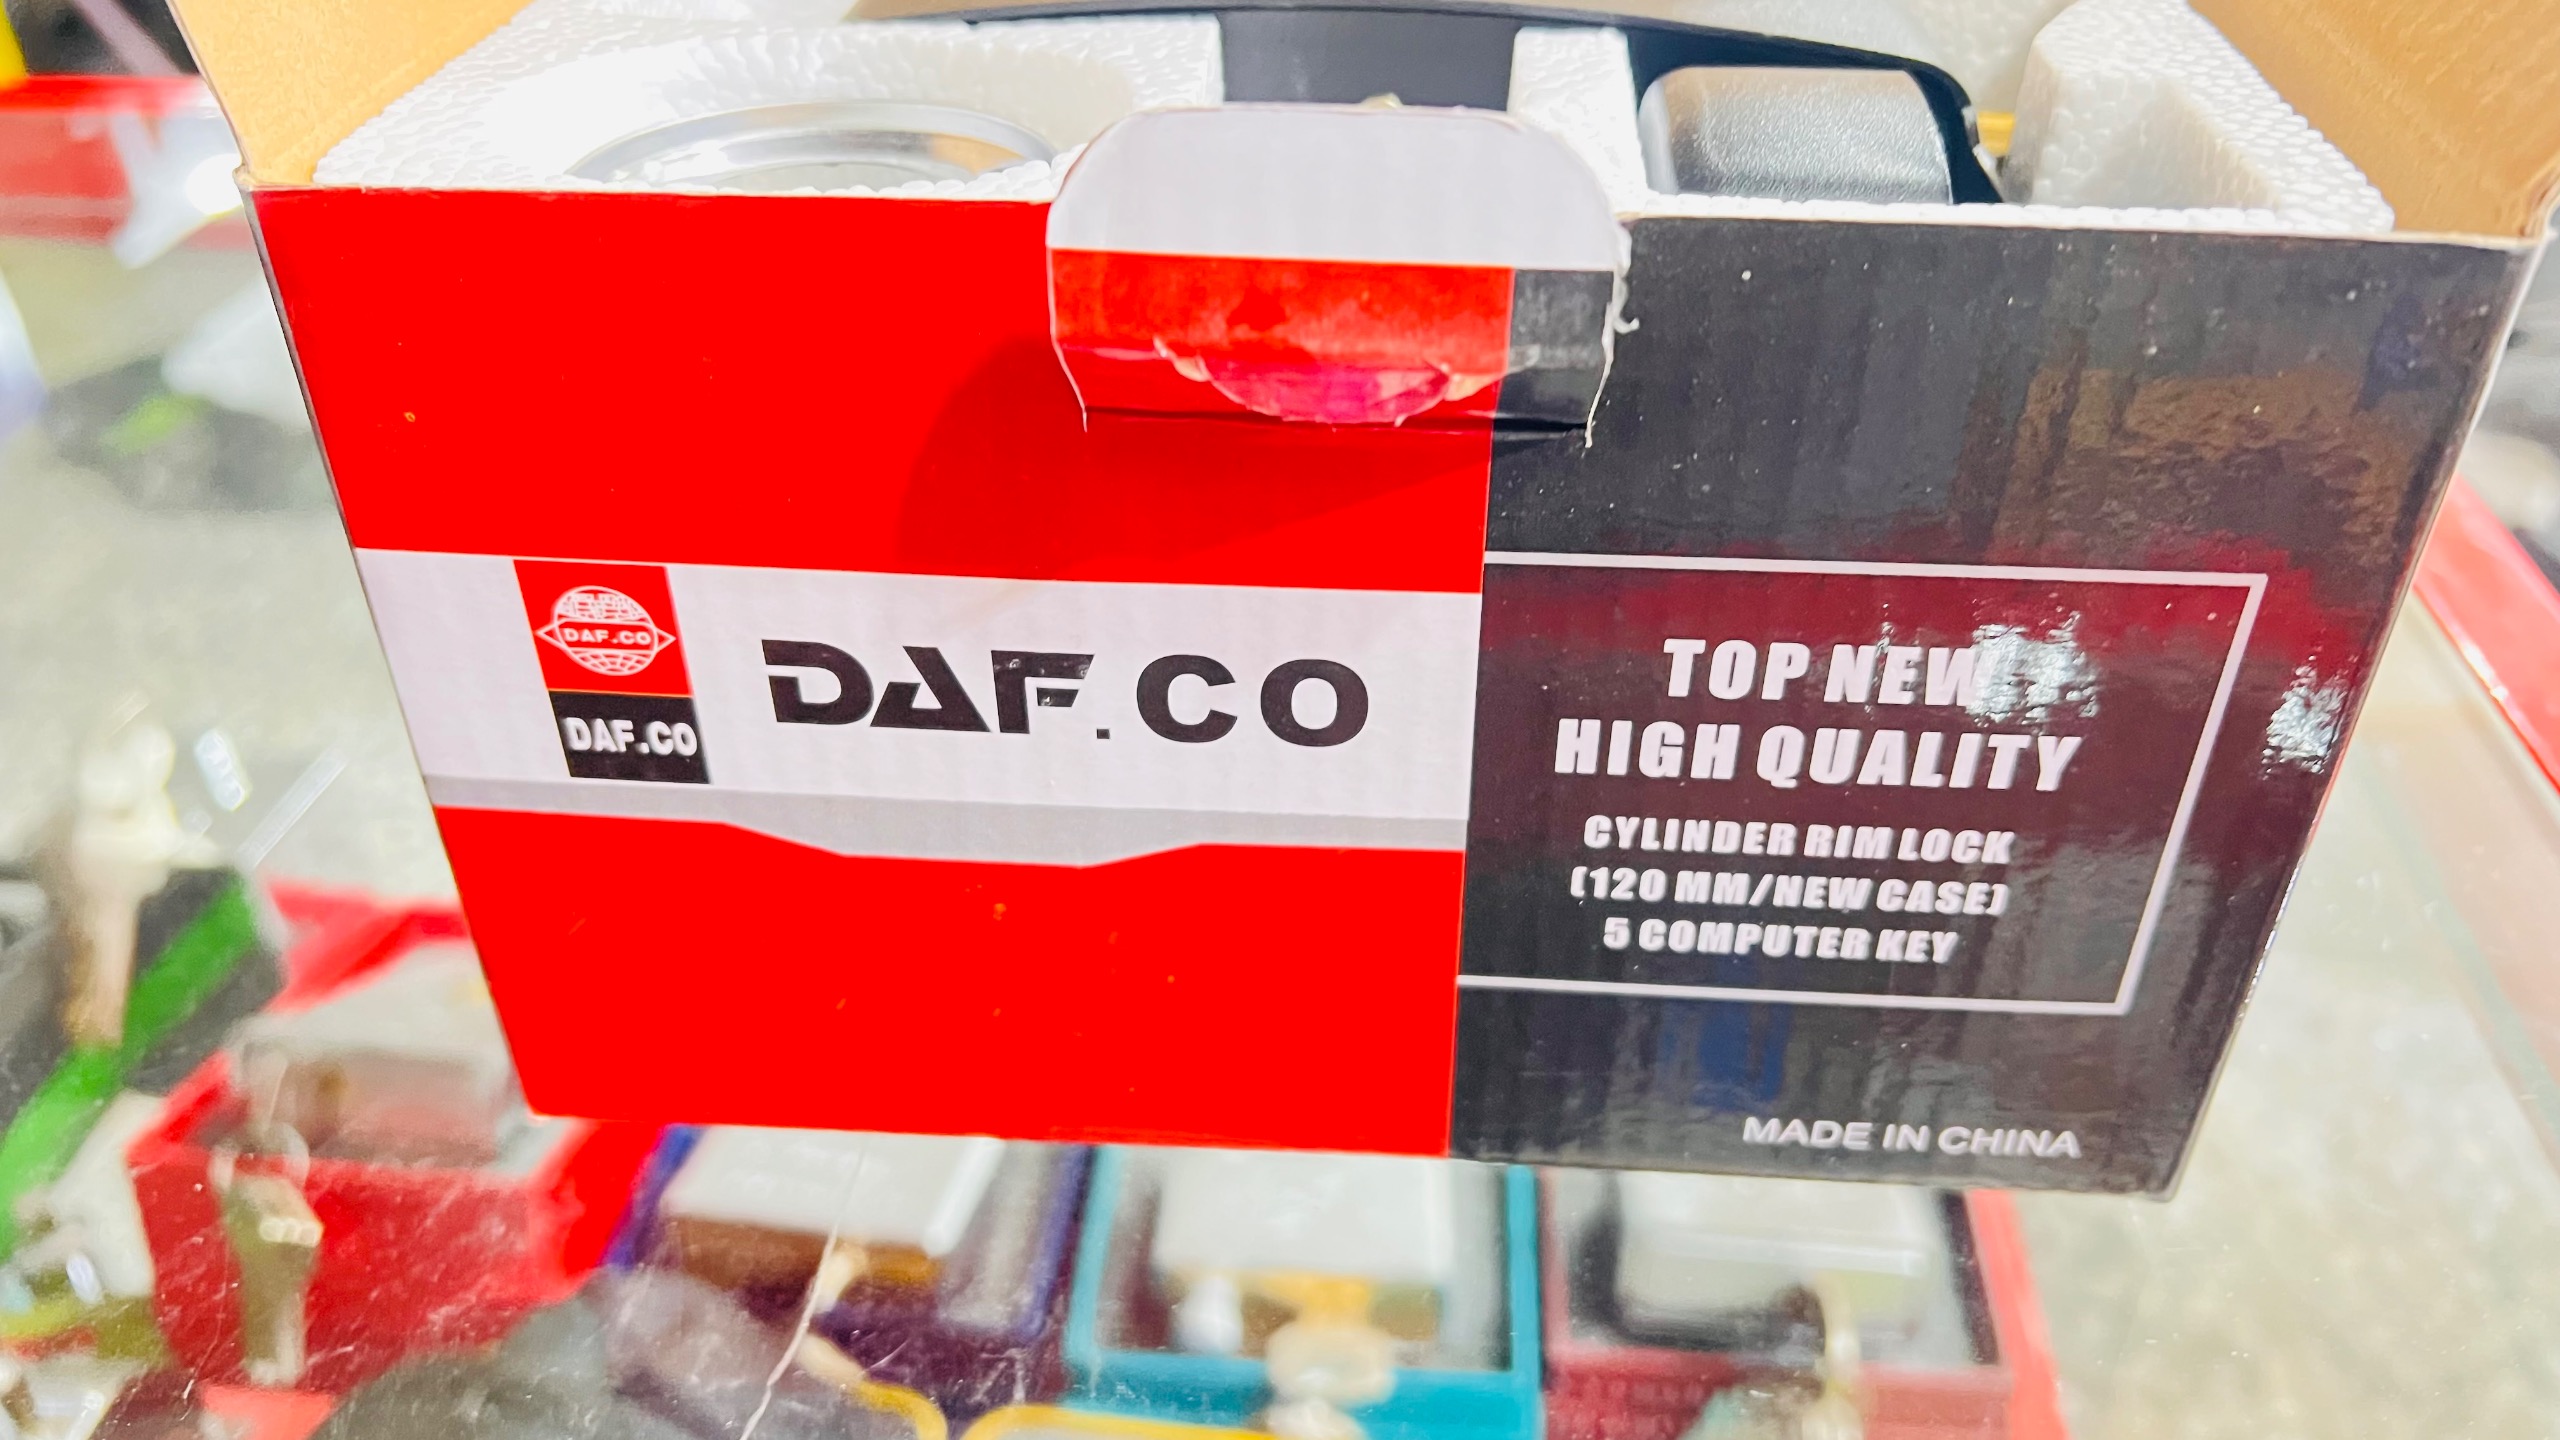 DAF.CO
DAF.CO
DAF.CO
TOP NEW
HIGH QUALITY
CYLINDER RIM LOCK
(120 MM/NEW CASE)
5 COMPUTER KEY
MADE IN CHINA